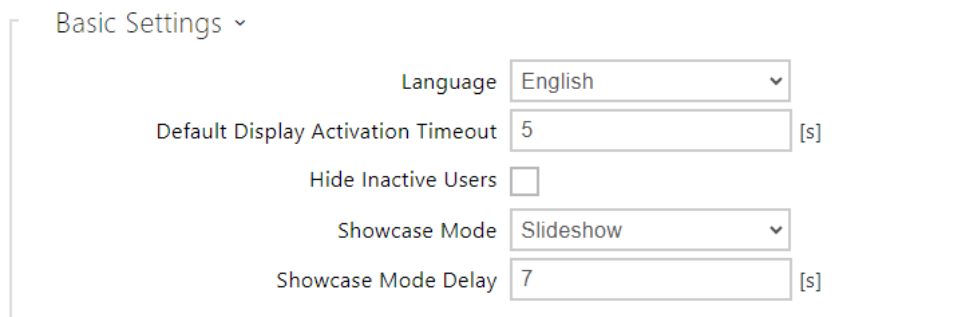 Basic Settings
Language English
Default Display Activation Timeout 5 [s]
Hide Inactive Users
Showcase Mode Slideshow
Showcase Mode Delay 7 [s]